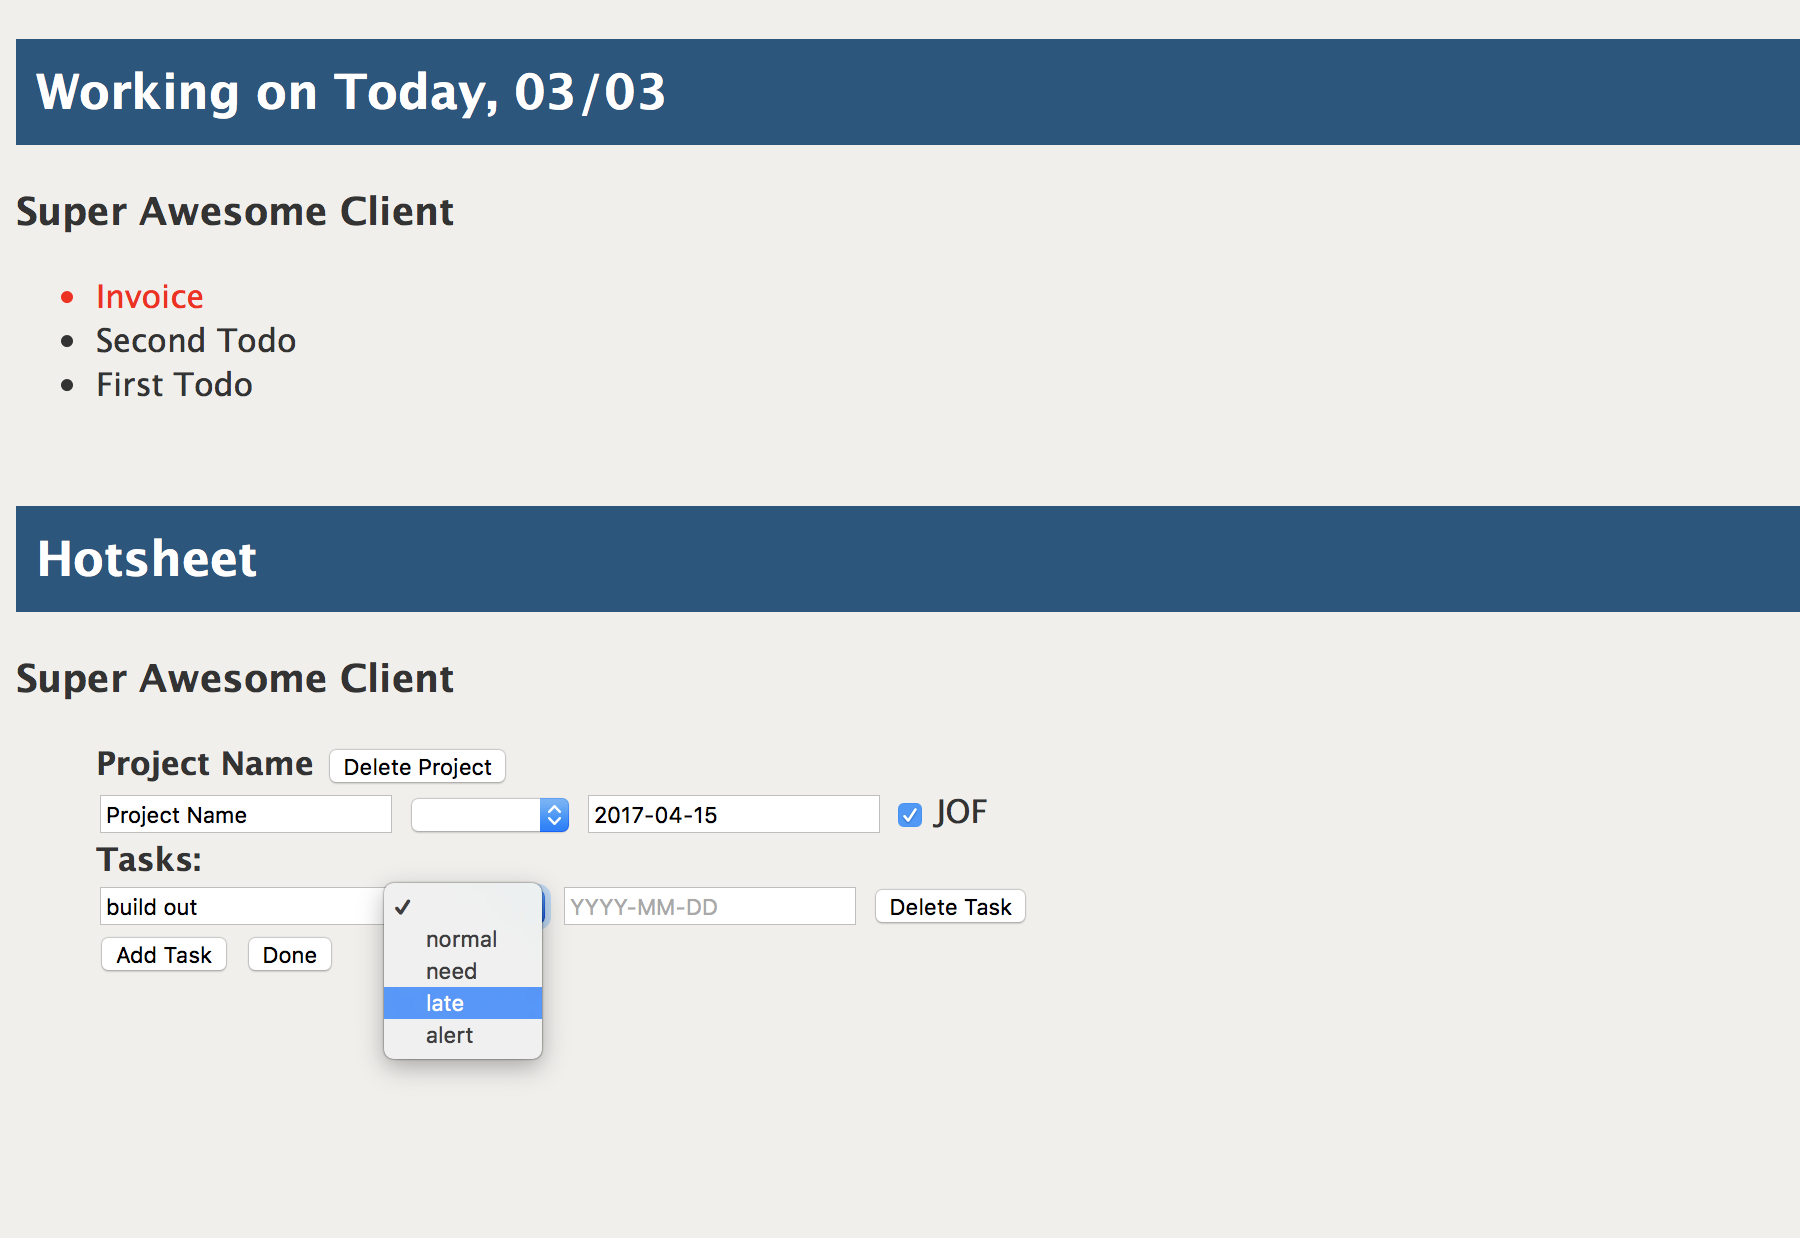 Working on Today, 03/03
Super Awesome Client
Invoice
Second Todo
First Todo
Hotsheet
Super Awesome Client
Project Name Delete Project
Project Name 2017-04-15 JOF
Tasks:
build out YYYY-MM-DD Delete Task
normal
Add Task Done
need
late
alert